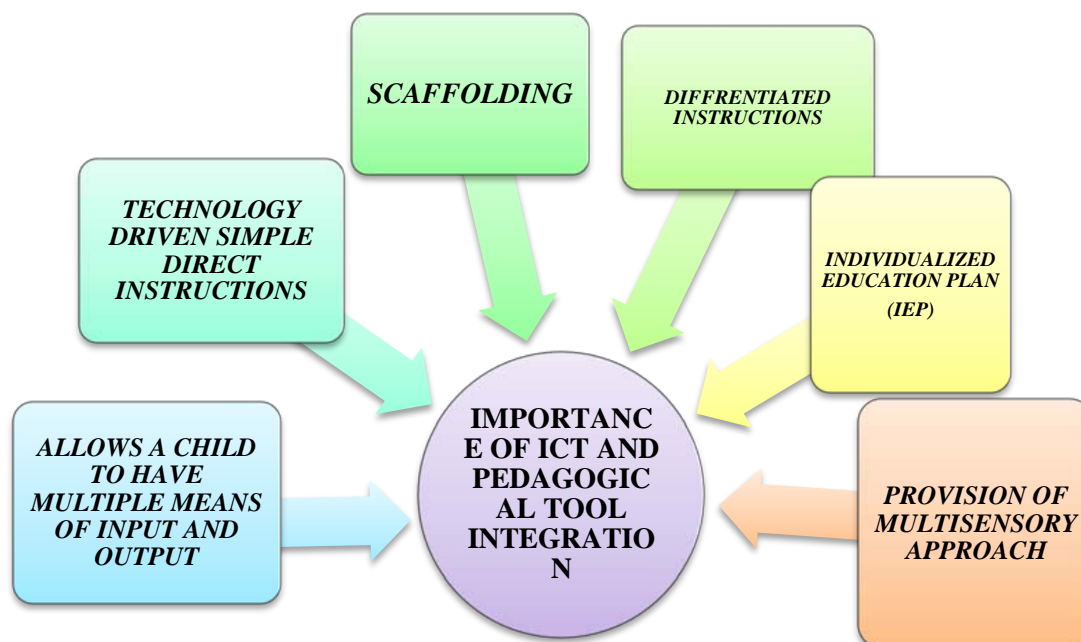 SCAFFOLDING
DIFFRENTIATED
INSTRUCTIONS
TECHNOLOGY
DRIVEN SIMPLE
DIRECT
INSTRUCTIONS
INDIVIDUALIZED
EDUCATION PLAN
(IEP)
ALLOWS A CHILD
TO HAVE
MULTIPLE MEANS
OF INPUT AND
OUTPUT
IMPORTANC
E OF ICT AND
PEDAGOGIC
AL TOOL
INTEGRATIO
N
PROVISION OF
MULTISENSORY
APPROACH